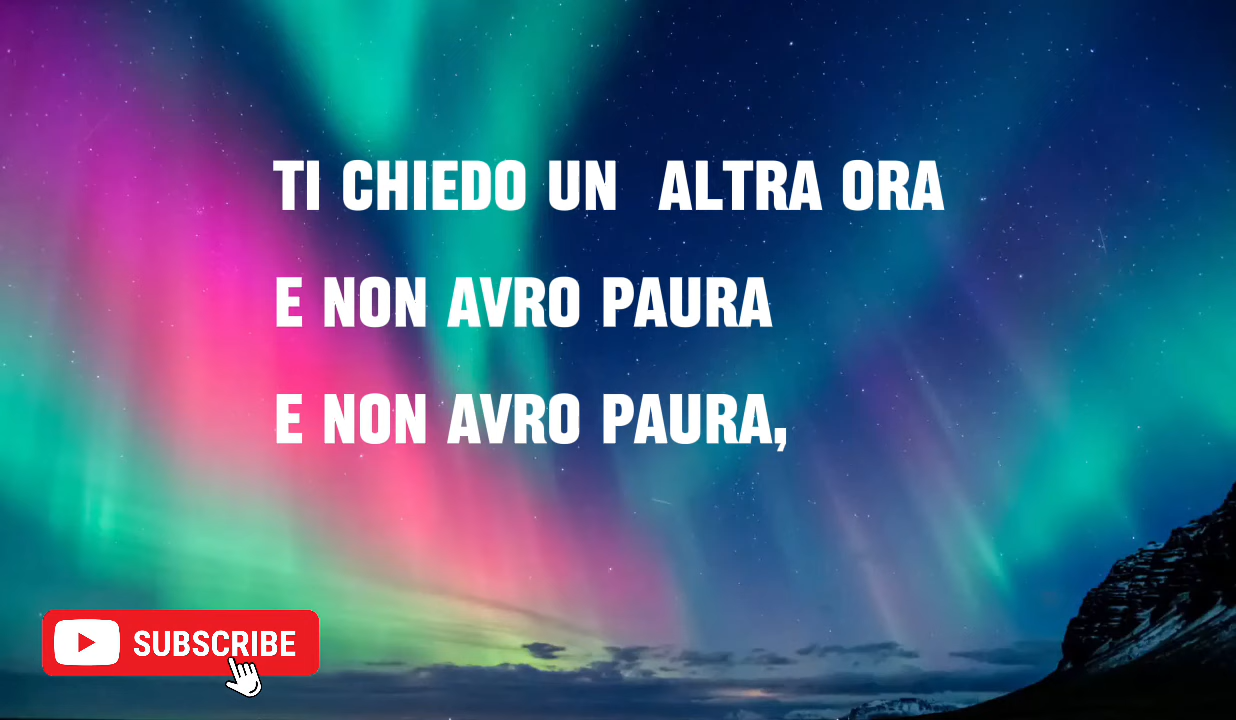 TI CHIEDO UN  ALTRA ORA
E NON AVRO PAURA
E NON AVRO PAURA,
SUBSCRIBE